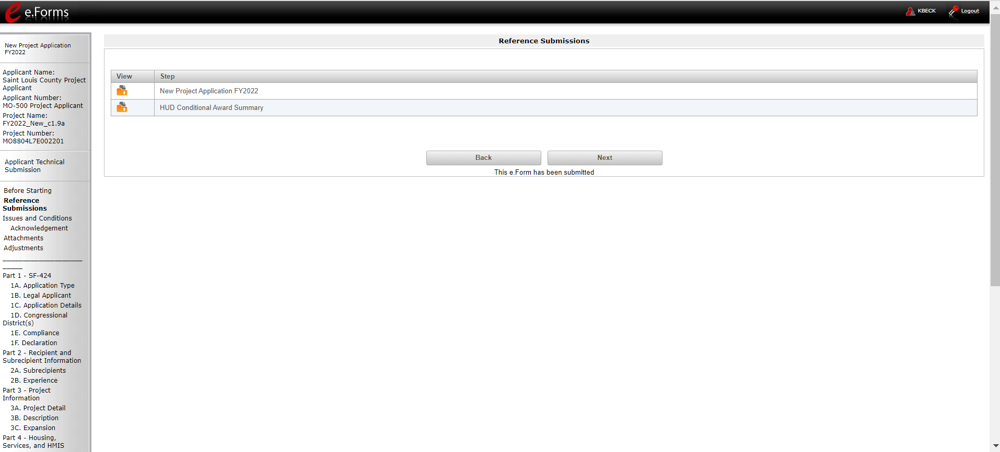 e.Forms
KBECK
Logout
New Project Application
FY2022
Applicant Name:
Saint Louis County Project
Applicant
Applicant Number:
MO-500 Project Applicant
Project Name:
FY2022_New_c1.9a
Project Number:
MO8804L7E002201
Applicant Technical
Submission
Before Starting
Reference
Submissions
Issues and Conditions
Acknowledgement
Attachments
Adjustments
____________________
_____
Part 1 - SF-424
1A. Application Type
1B. Legal Applicant
1C. Application Details
1D. Congressional
District(s)
1E. Compliance
1F. Declaration
Part 2 - Recipient and
Subrecipient Information
2A. Subrecipients
2B. Experience
Part 3 - Project
Information
3A. Project Detail
3B. Description
3C. Expansion
Part 4 - Housing,
Services, and HMIS
Reference Submissions
View Step
New Project Application FY2022
HUD Conditional Award Summary
Back Next
This e.Form has been submitted